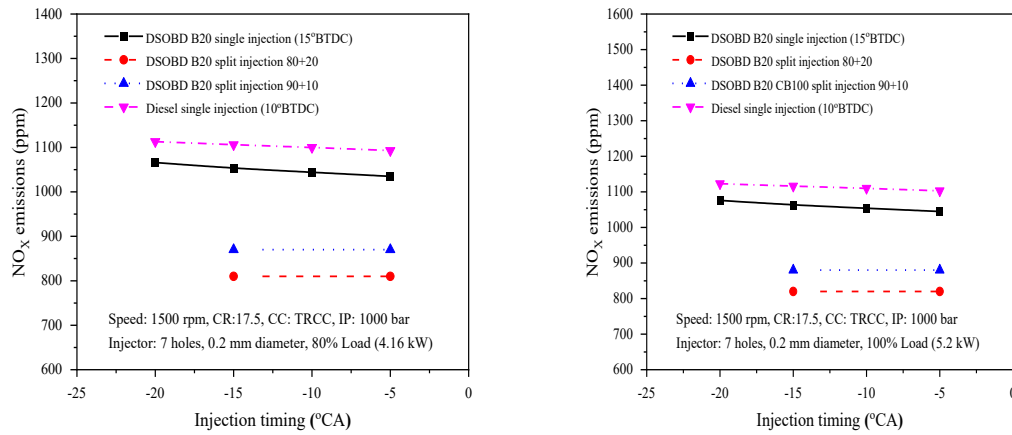 1400
1300
1200
1100
1000
900
800
700
600
NOX emissions (ppm)
DSOBD B20 single injection (15°BTDC)
DSOBD B20 split injection 80+20
DSOBD B20 split injection 90+10
Diesel single injection (10°BTDC)
Speed: 1500 rpm, CR:17.5, CC: TRCC, IP: 1000 bar
Injector: 7 holes, 0.2 mm diameter, 80% Load (4.16 kW)
-25 -20 -15 -10 -5 0
Injection timing (°CA)
1600
1500
1400
1300
1200
1100
1000
900
800
700
600
NOX emissions (ppm)
DSOBD B20 single injection (15°BTDC)
DSOBD B20 split injection 80+20
DSOBD B20 CB100 split injection 90+10
Diesel single injection (10°BTDC)
Speed: 1500 rpm, CR:17.5, CC: TRCC, IP: 1000 bar
Injector: 7 holes, 0.2 mm diameter, 100% Load (5.2 kW)
-25 -20 -15 -10 -5 0
Injection timing (°CA)